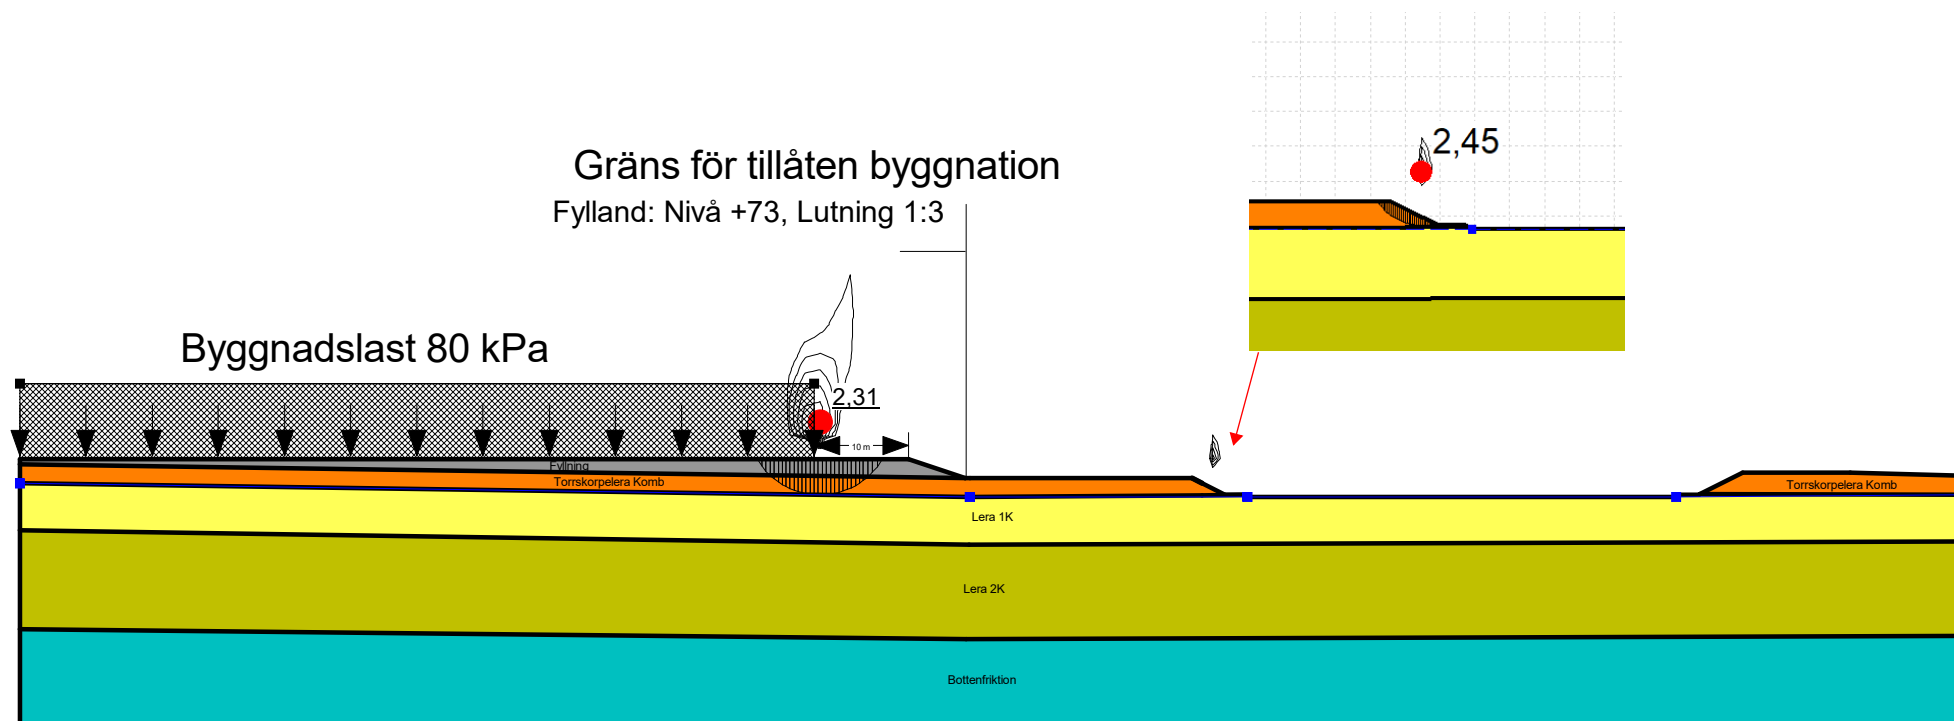 2,45
Gräns för tillåten byggnation
Fylland: Nivå +73, Lutning 1:3
Byggnadslast 80 kPa
2,31
10 m
Fyllning
Torrskorpelera Komb
Torrskorpelera Komb
Lera 1K
Lera 2K
Bottenfriktion